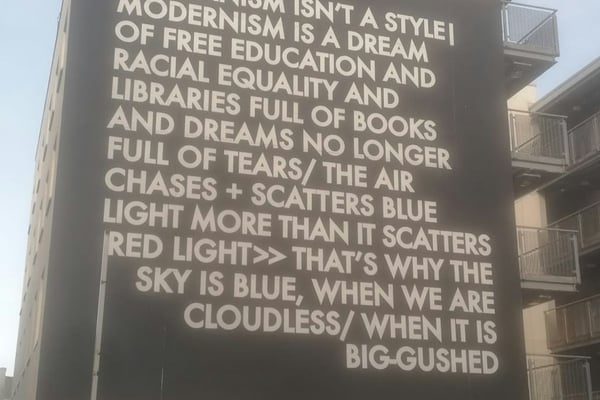 ISN'T A STYLE|
MODERNISM IS A DREAM
OF FREE EDUCATION AND
RACIAL EQUALITY AND
LIBRARIES FULL OF BOOKS
AND DREAMS NO LONGER
FULL OF TEARS/ THE AIR
CHASES + SCATTERS BLUE
LIGHT MORE THAN IT SCATTERS
RED LIGHT>> THAT'S WHY THE
SKY IS BLUE, WHEN WE ARE
CLOUDLESS/ WHEN IT IS
BIG-GUSHED